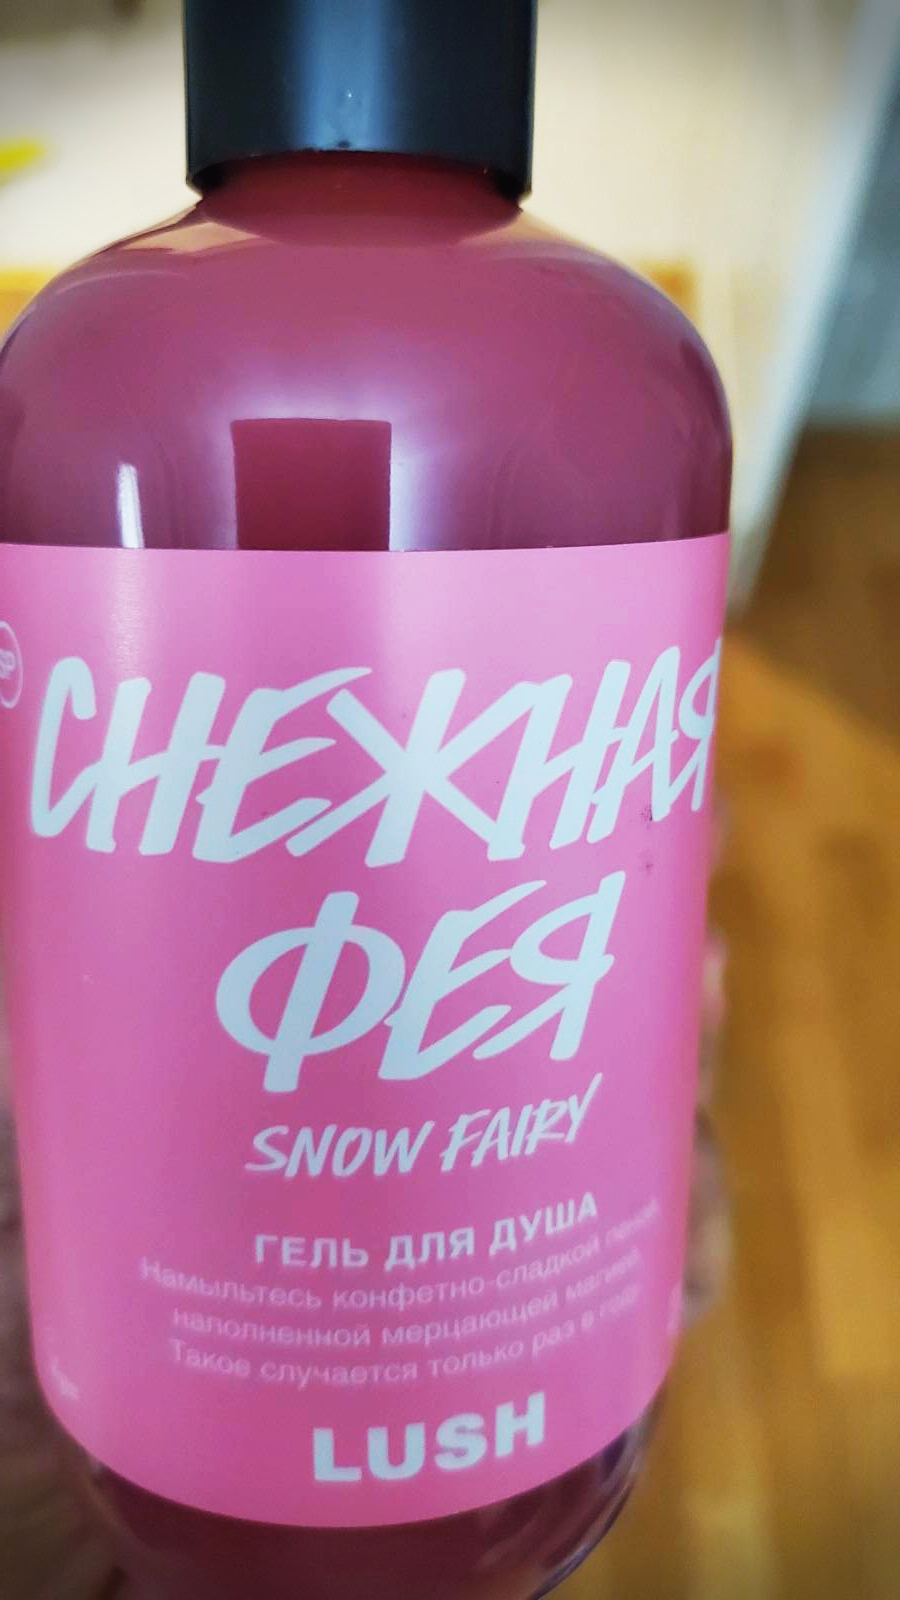 СНЕЖНАЯ
ФЕЯ
SNOW FAIRY
ГЕЛЬ ДЛЯ ДУША
Намыльтесь конфетно-сладкой пеной,
наполненной мерцающей магией.
Такое случается только раз в году
LUSH